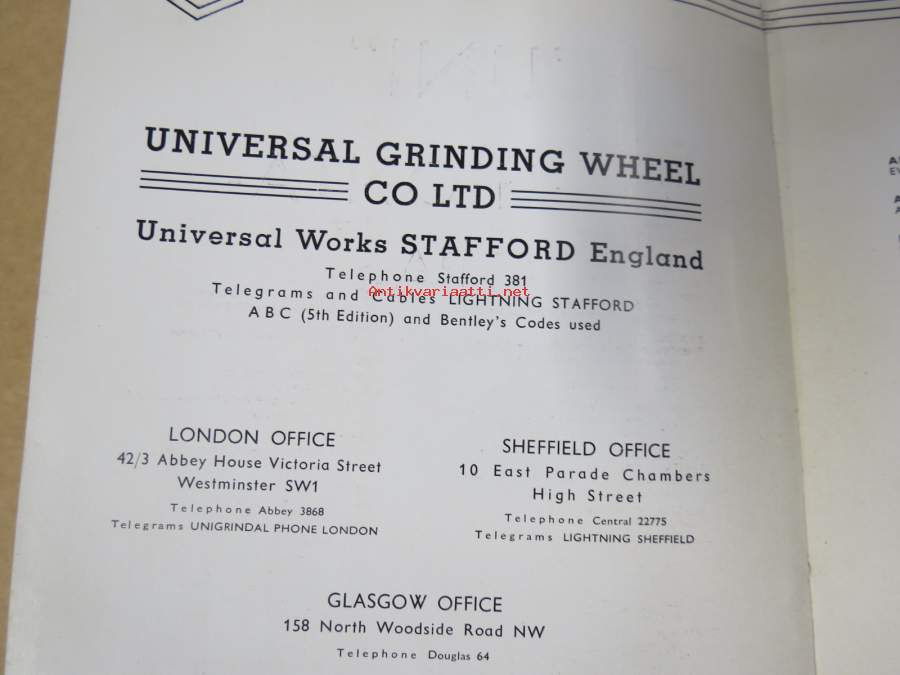 UNIVERSAL GRINDING WHEEL
CO LTD
Universal Works STAFFORD England
Telephone Stafford 381
Antikvariaatti.net
Telegrams and Cables LIGHTNING STAFFORD
A B C (5th Edition) and Bentley's Codes used
LONDON OFFICE
42/3 Abbey House Victoria Street
Westminster SW1
Telephone Abbey 3868
Telegrams UNIGRINDAL PHONE LONDON
SHEFFIELD OFFICE
10 East Parade Chambers
High Street
Telephone Central 22775
Telegrams LIGHTNING SHEFFIELD
GLASGOW OFFICE
158 North Woodside Road NW
Telephone Douglas 64